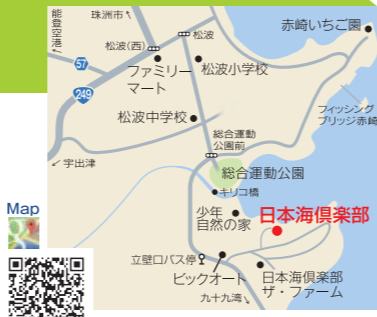 能登空港
珠洲市
赤崎いちご園
松波
松波(西)
57
ファミリー
マート
松波小学校
249
フィッシング
ブリッジ赤崎
松波中学校
総合運動
公園前
宇出津
総合運動公園
キリコ橋
Map
少年
自然の家
日本海倶楽部
立壁口バス停
ビックオート
日本海倶楽部
ザ・ファーム
九十九湾